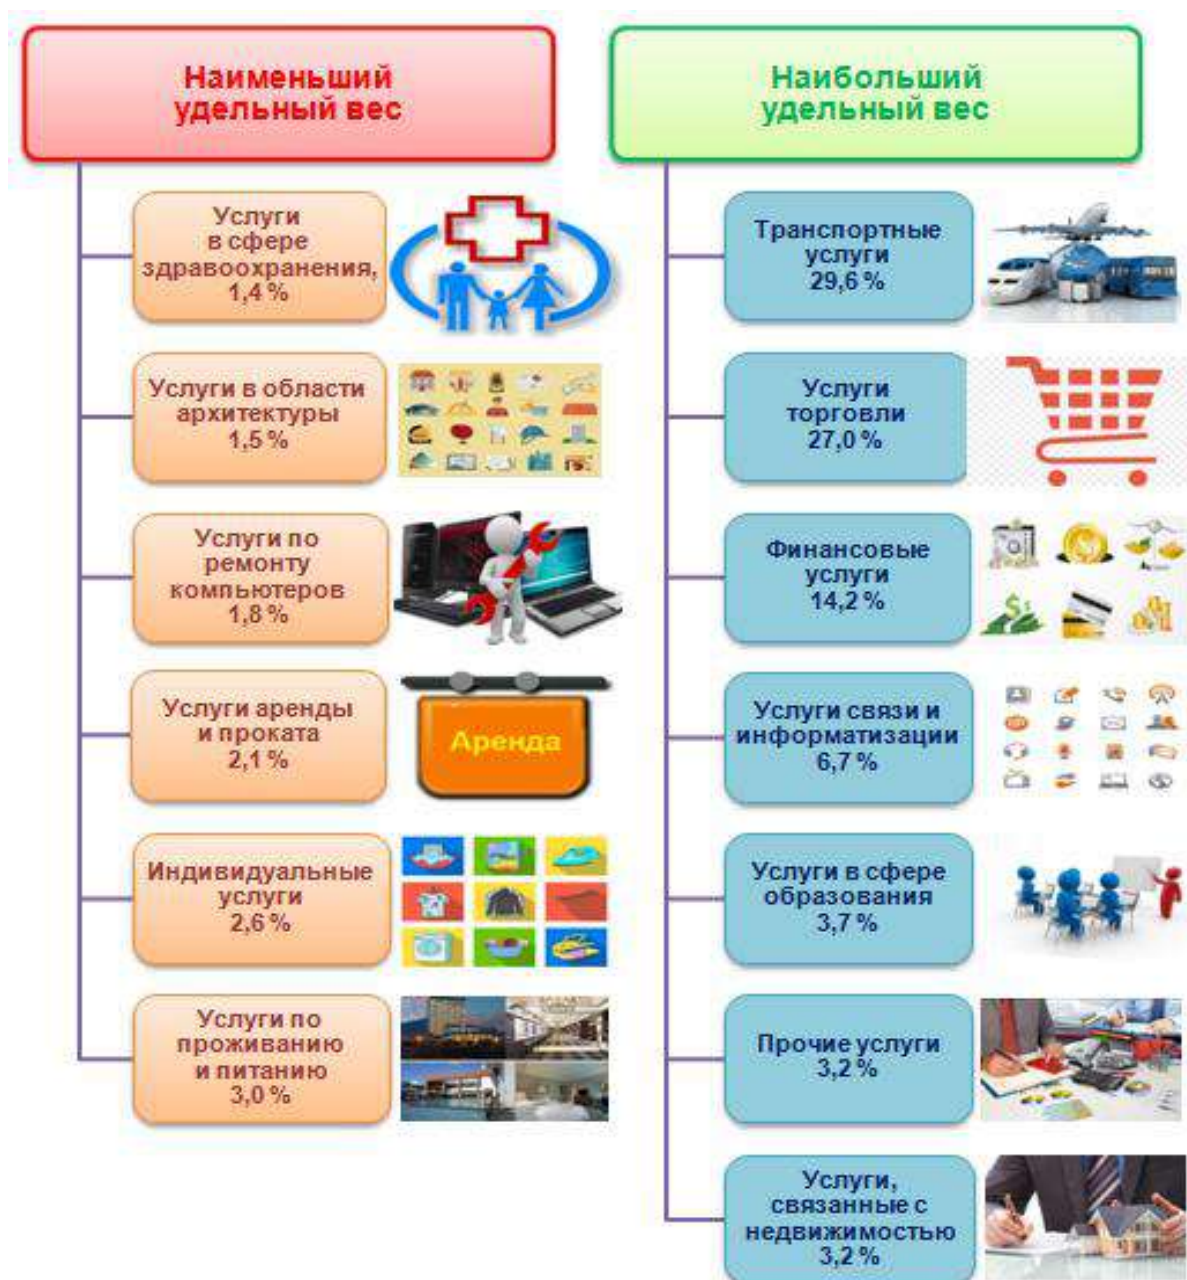 Наименьший
удельный вес
Услуги
в сфере
здравоохранения,
1,4 %
Услуги в области
архитектуры
1,5 %
Услуги по
ремонту
компьютеров
1,8 %
Услуги аренды
и проката
2,1 %
Аренда
Индивидуальные
услуги
2,6 %
Услуги по
проживанию
и питанию
3,0 %
Наибольший
удельный вес
Транспортные
услуги
29,6 %
Услуги
торговли
27,0 %
Финансовые
услуги
14,2 %
Услуги связи и
информатизации
6,7 %
Услуги в сфере
образования
3,7 %
Прочие услуги
3,2 %
Услуги,
связанные с
недвижимостью
3,2 %